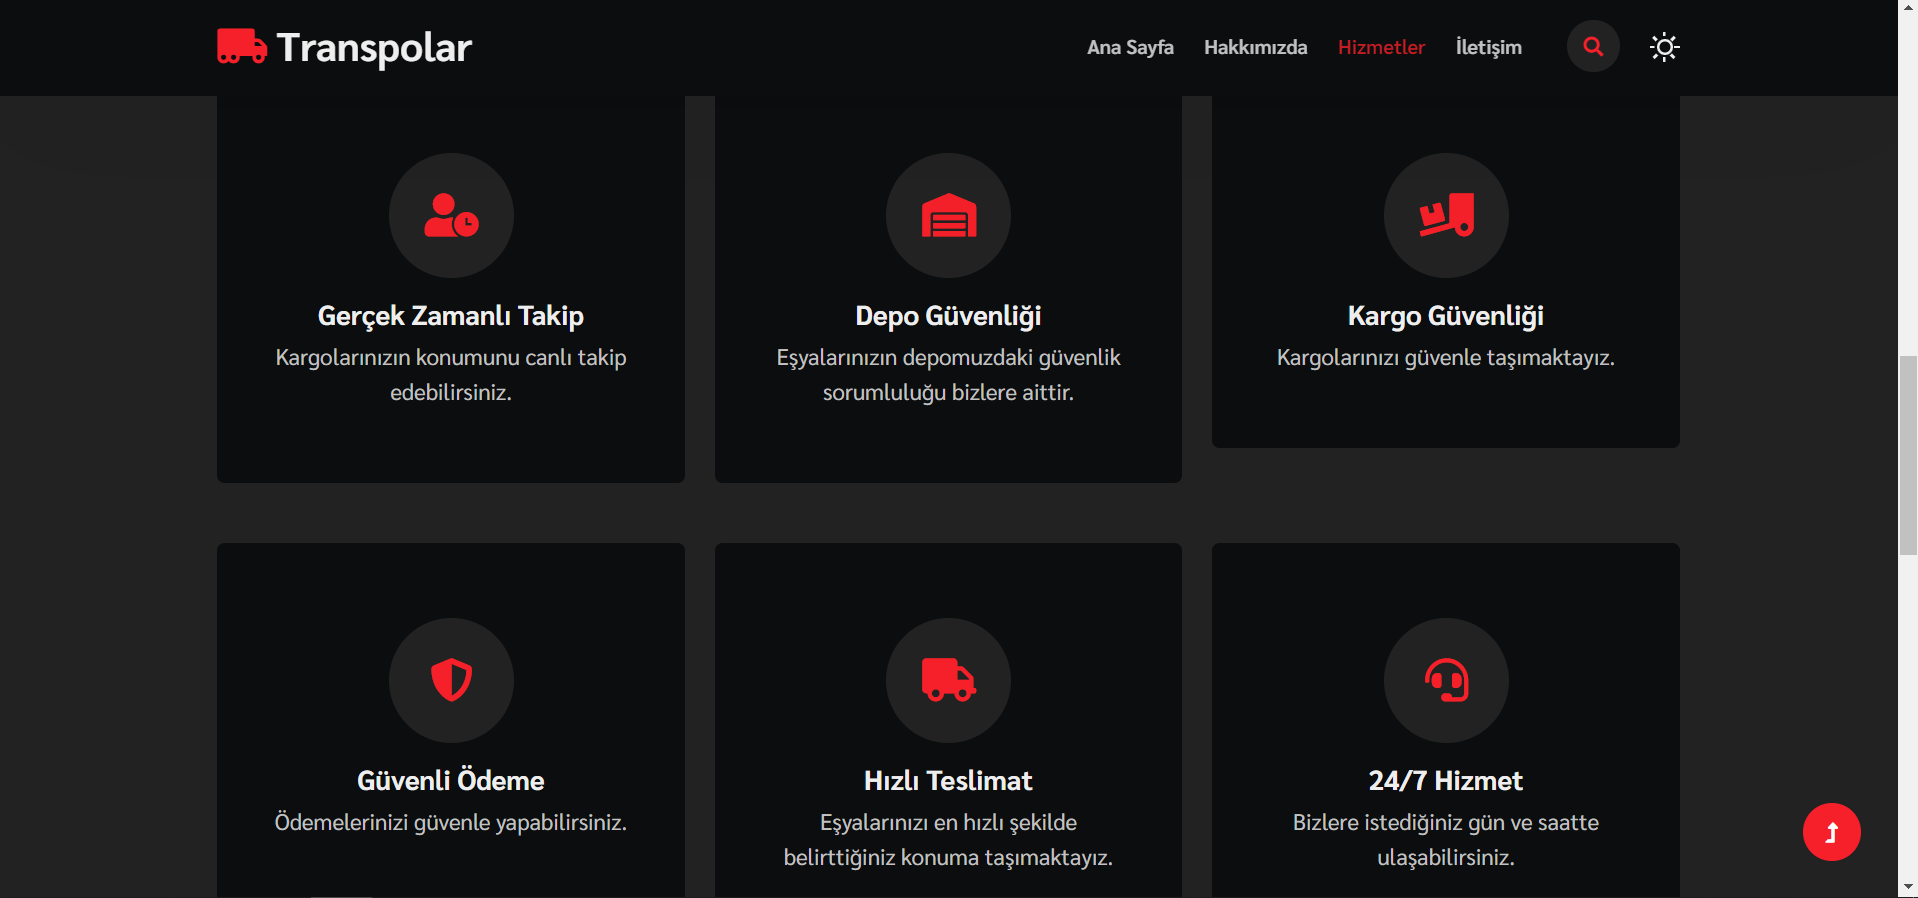 Transpolar
Ana Sayfa Hakkımızda Hizmetler İletişim
Gerçek Zamanlı Takip
Kargolarınızın konumunu canlı takip
edebilirsiniz.
Depo Güvenliği
Eşyalarınızın depomuzdaki güvenlik
sorumluluğu bizlere aittir.
Kargo Güvenliği
Kargolarınızı güvenle taşımaktayız.
Güvenli Ödeme
Ödemelerinizi güvenle yapabilirsiniz.
Hızlı Teslimat
Eşyalarınızı en hızlı şekilde
belirttiğiniz konuma taşımaktayız.
24/7 Hizmet
Bizlere istediğiniz gün ve saatte
ulaşabilirsiniz.